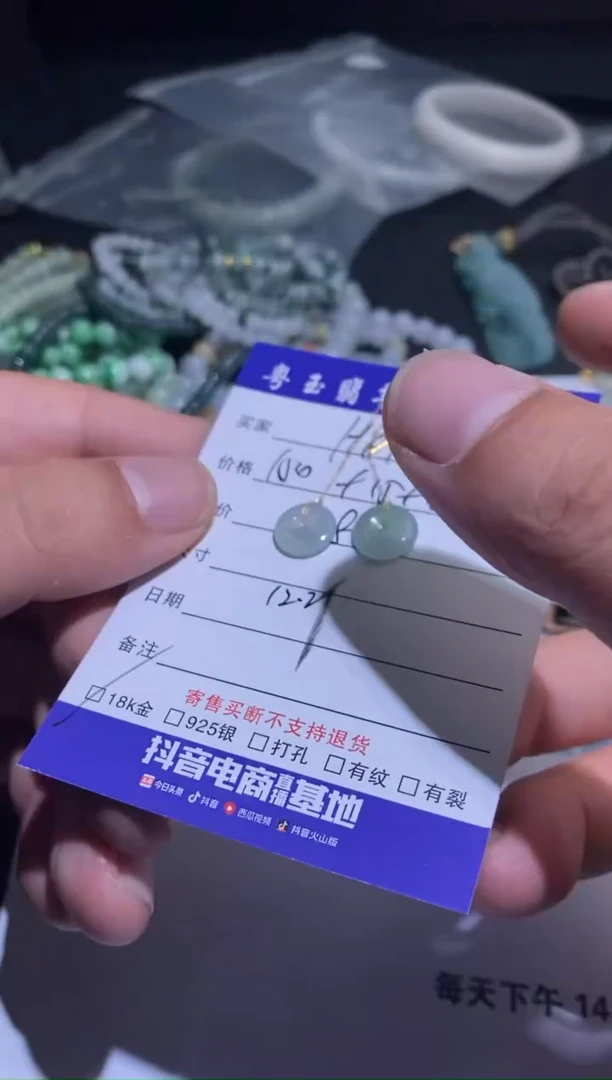 粤玉翡
买家
价格
价
寸
日期 12.2
备注
寄售买断不支持退货
18k金 925银 打孔 有纹 有裂
抖音电商直播基地
今日头条 抖音 西瓜视频 抖音火山版
每天下午 14